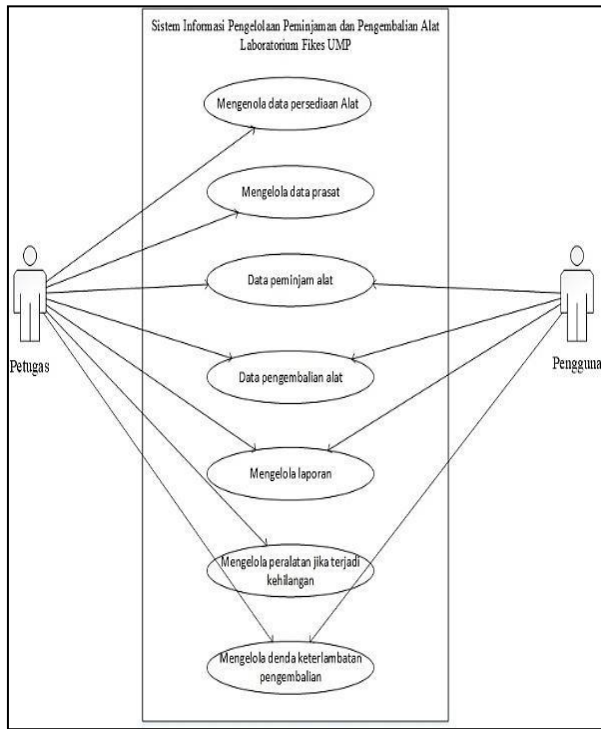 Sistem Informasi Pengelolaan Peminjaman dan Pengembalian Alat
Laboratorium Fikes UMP
Mengenola data persediaan Alat
Mengelola data prasat
Data peminjam alat
Petugas
Pengguna
Data pengembalian alat
Mengelola laporan
Mengelola peralatan jika terjadi
kehilangan
Mengelola denda keterlambatan
pengembalian